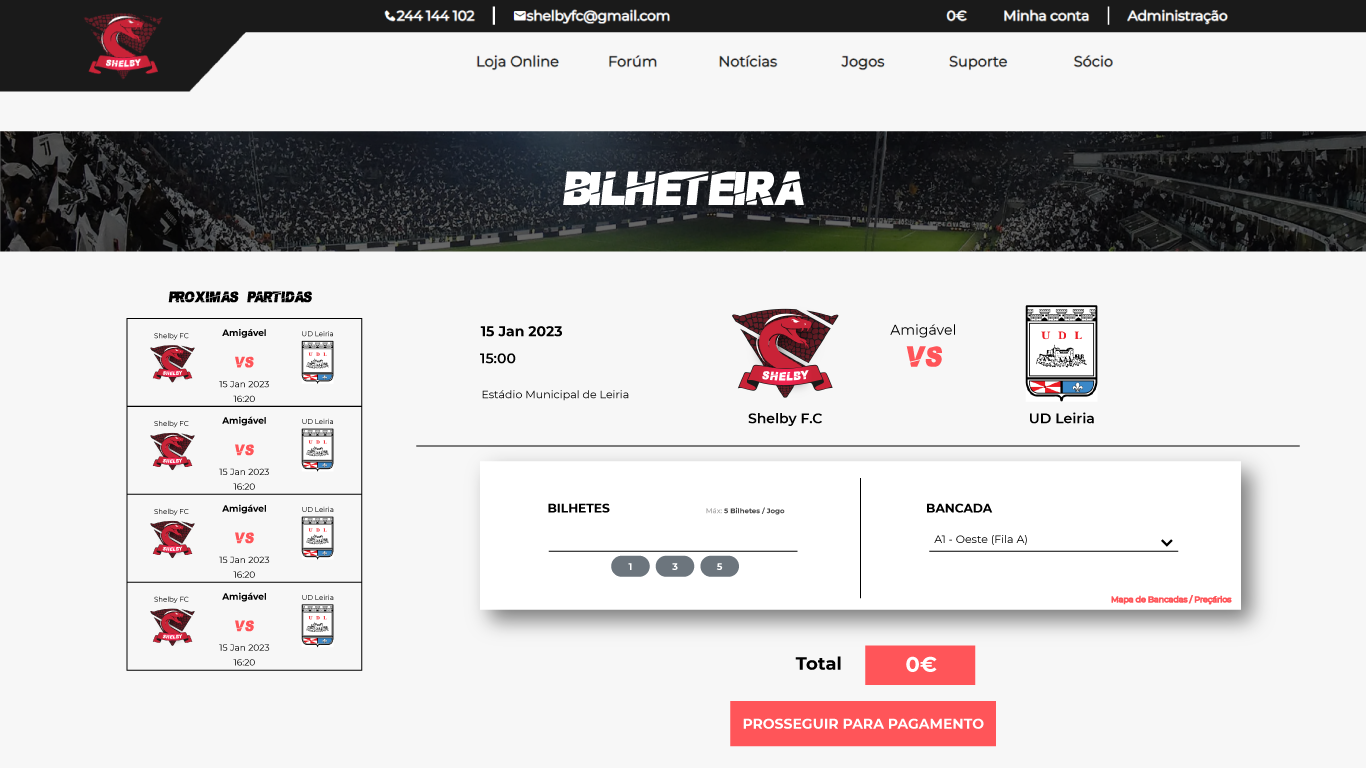 244 144 102
shelbyfc@gmail.com
0€
Minha conta
Administração
SHELBY
Loja Online
Forúm
Notícias
Jogos
Suporte
Sócio
BILHETEIRA
PROXIMAS PARTIDAS
Shelby FC
Amigável
UD Leiria
SHELBY
VS
UDL
15 Jan 2023
16:20
Shelby FC
Amigável
UD Leiria
SHELBY
VS
UDL
15 Jan 2023
16:20
Shelby FC
Amigável
UD Leiria
SHELBY
VS
UDL
15 Jan 2023
16:20
Shelby FC
Amigável
UD Leiria
SHELBY
VS
UDL
15 Jan 2023
16:20
15 Jan 2023
15:00
Estádio Municipal de Leiria
SHELBY
Shelby F.C
Amigável
VS
UDL
UD Leiria
BILHETES
Máx: 5 Bilhetes / Jogo
1
3
5
BANCADA
A1 - Oeste (Fila A)
Mapa de Bancadas / Preçários
Total
0€
PROSSEGUIR PARA PAGAMENTO